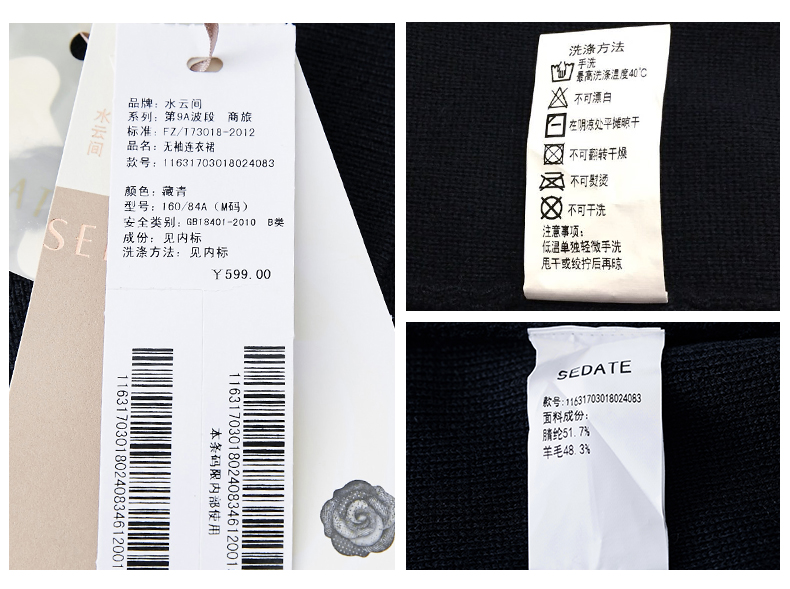 水云间
SE
品牌: 水云间
系列: 第9A波段 商旅
标准: FZ/T73018-2012
品名: 无袖连衣裙
款号: 11631703018024083
颜色: 藏青
型号: 160/84A (M码)
安全类别: GB18401-2010 B类
成份: 见内标
洗涤方法: 见内标
¥599.00
116317030180240834612001
本条码限内部使用
116317030180240834612001
洗涤方法
手洗
最高洗涤温度40℃
不可漂白
在阴凉处平摊晾干
不可翻转干燥
不可熨烫
不可干洗
注意事项:
低温单独轻微手洗
甩干或绞拧后再晾
SEDATE
款号:11631703018024083
面料成份:
腈纶51.7%
羊毛48.3%